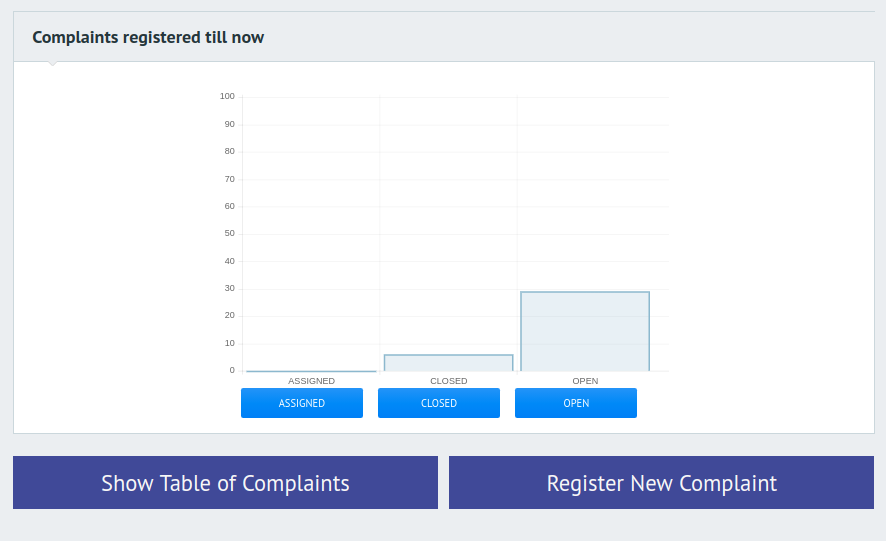 Complaints registered till now
100
90
80
70
60
50
40
30
20
10
0
ASSIGNED CLOSED OPEN
ASSIGNED CLOSED OPEN
Show Table of Complaints Register New Complaint